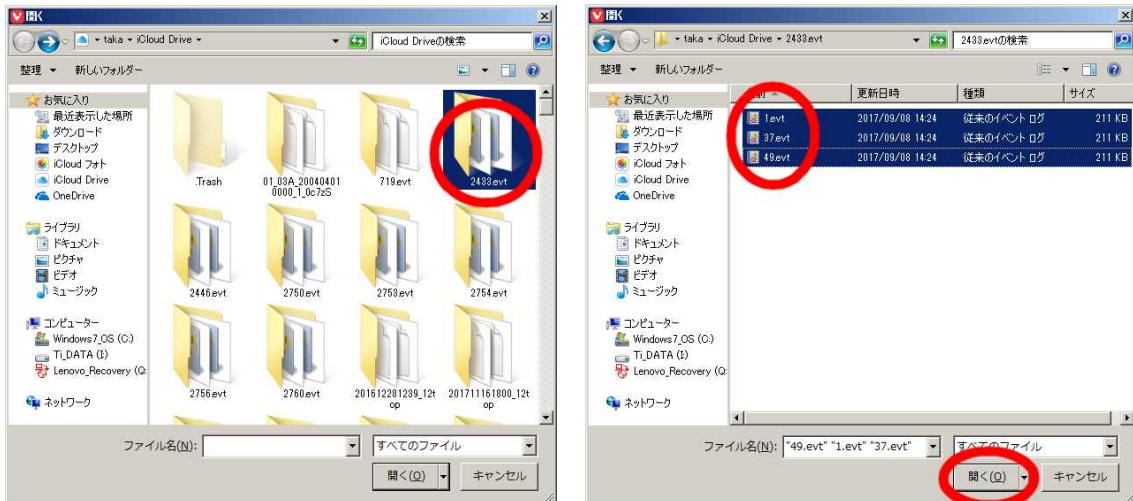 開く
taka
iCloud Drive
iCloud Driveの検索
整理
新しいフォルダー
お気に入り
最近表示した場所
ダウンロード
デスクトップ
iCloud フォト
iCloud Drive
OneDrive
ライブラリ
ドキュメント
ピクチャ
ビデオ
ミュージック
コンピューター
Windows7_OS (C:)
Ti_DATA (I:)
Lenovo_Recovery (Q:
ネットワーク
.Trash
01_03A_20040401
0000_1_0c7zS
719.evt
2433.evt
2446.evt
2750.evt
2753.evt
2754.evt
2756.evt
2760.evt
201612281239_12t
op
201711161800_12t
op
ファイル名(N):
すべてのファイル
開く(O)
キャンセル
開く
taka
iCloud Drive
2433.evt
2433.evtの検索
整理
新しいフォルダー
お気に入り
最近表示した場所
ダウンロード
デスクトップ
iCloud フォト
iCloud Drive
OneDrive
ライブラリ
ドキュメント
ピクチャ
ビデオ
ミュージック
コンピューター
Windows7_OS (C:)
Ti_DATA (I:)
Lenovo_Recovery (Q:
ネットワーク
更新日時 種類 サイズ
1.evt 2017/09/08 14:24 従来のイベント ログ 211 KB
37.evt 2017/09/08 14:24 従来のイベント ログ 211 KB
49.evt 2017/09/08 14:24 従来のイベント ログ 211 KB
ファイル名(N): "49.evt" "1.evt" "37.evt"
すべてのファイル
開く(O)
キャンセル